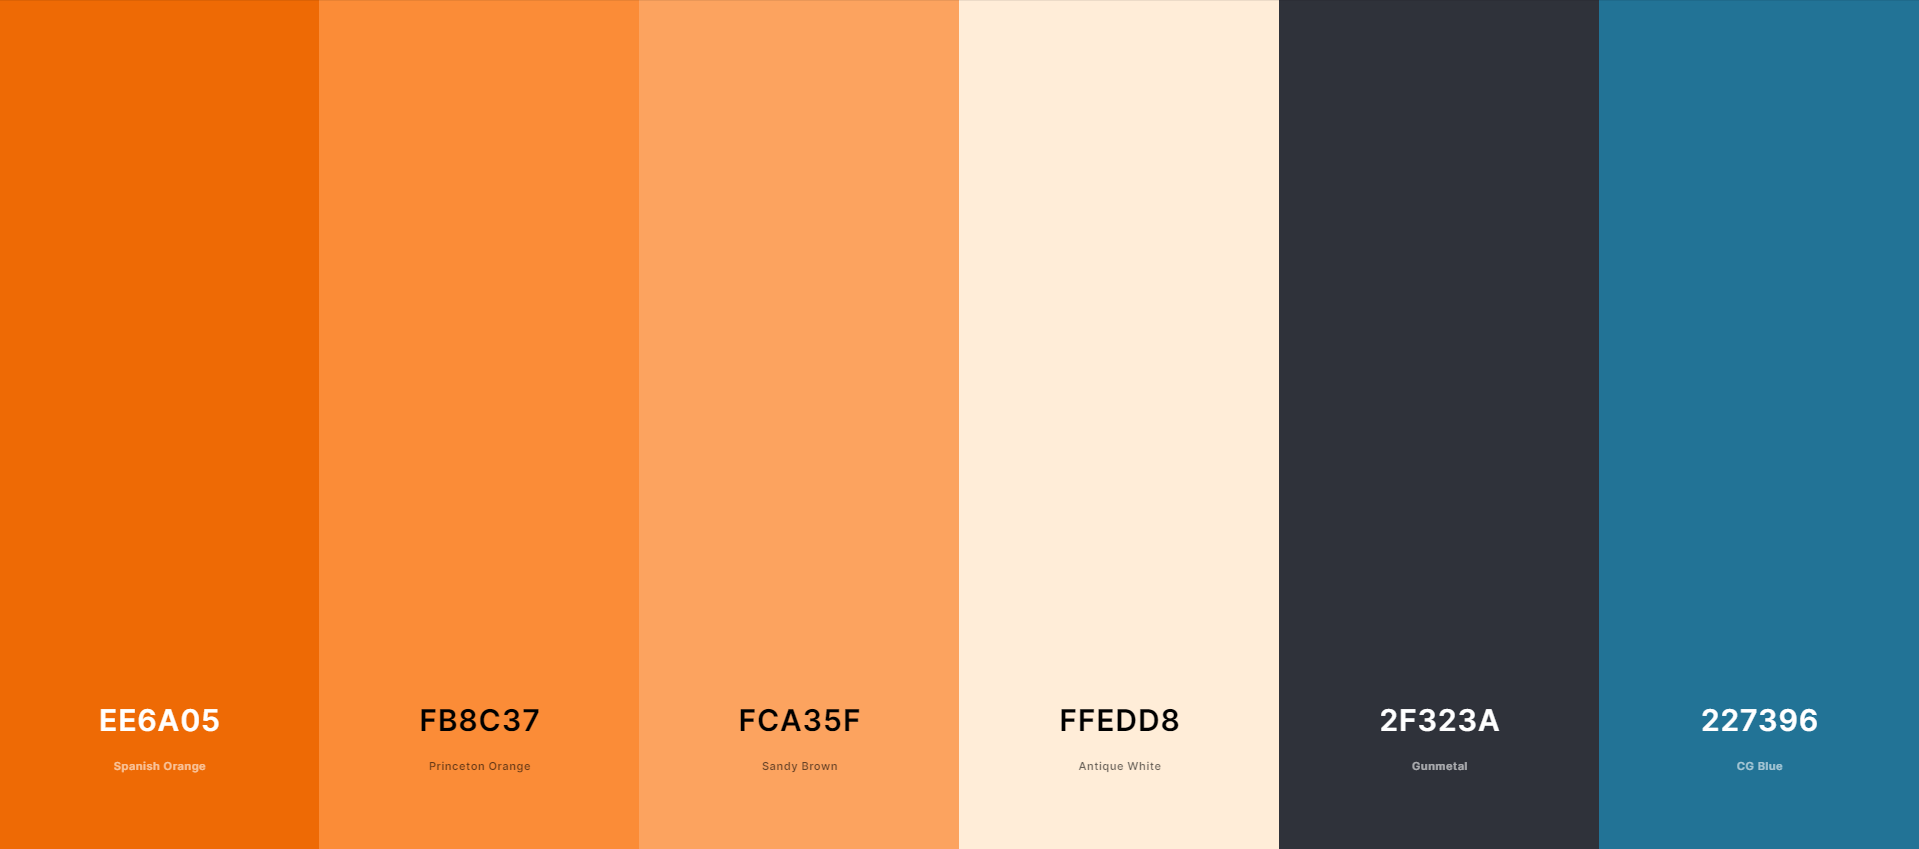 EE6A05
Spanish Orange
FB8C37
Princeton Orange
FCA35F
Sandy Brown
FFEDD8
Antique White
2F323A
Gunmetal
227396
CG Blue